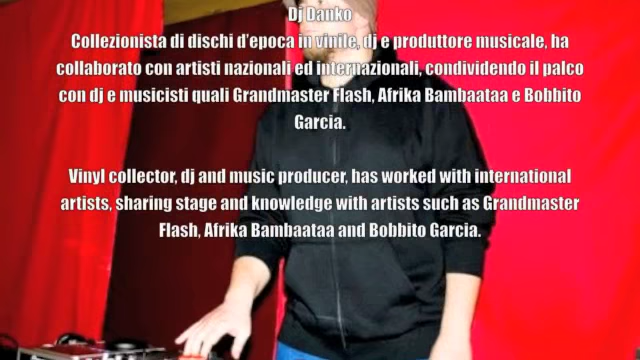 Dj Danko
Collezionista di dischi d'epoca in vinile, dj e produttore musicale, ha
collaborato con artisti nazionali ed internazionali, condividendo il palco
con dj e musicisti quali Grandmaster Flash, Afrika Bambaataa e Bobbito
Garcia.
Vinyl collector, dj and music producer, has worked with international
artists, sharing stage and knowledge with artists such as Grandmaster
Flash, Afrika Bambaataa and Bobbito Garcia.